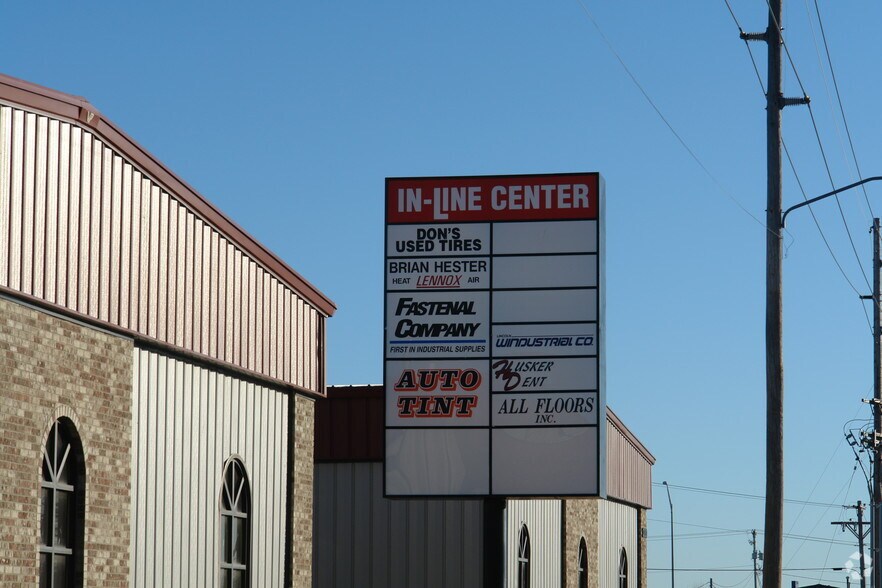 IN-LINE CENTER
DON'S
USED TIRES
BRIAN HESTER
HEAT LENNOX AIR
FASTENAL
COMPANY
FIRST IN INDUSTRIAL SUPPLIES
AUTO
TINT
WINDUSTRIAL CO.
HUSKER
DENT
ALL FLOORS
INC.